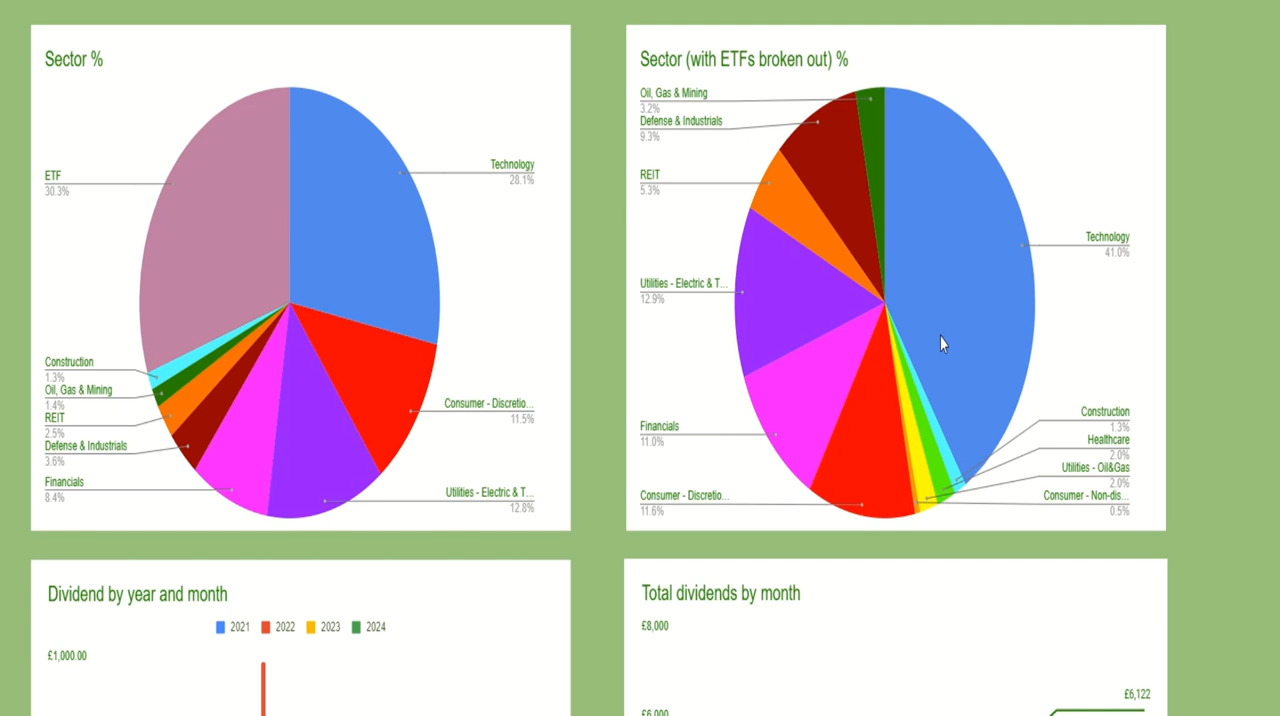 Sector %
ETF
30.3%
Technology
28.1%
Construction
1.3%
Oil, Gas & Mining
1.4%
REIT
2.5%
Defense & Industrials
3.6%
Financials
8.4%
Consumer - Discretio...
11.5%
Utilities - Electric & T...
12.8%
Sector (with ETFs broken out) %
Oil, Gas & Mining
3.2%
Defense & Industrials
9.3%
REIT
5.3%
Utilities - Electric & T...
12.9%
Financials
11.0%
Consumer - Discretio...
11.6%
Technology
41.0%
Construction
1.3%
Healthcare
2.0%
Utilities - Oil&Gas
2.0%
Consumer - Non-dis...
0.5%
Dividend by year and month
2021 2022 2023 2024
£1,000.00
Total dividends by month
£8,000
£6,122
£6,000